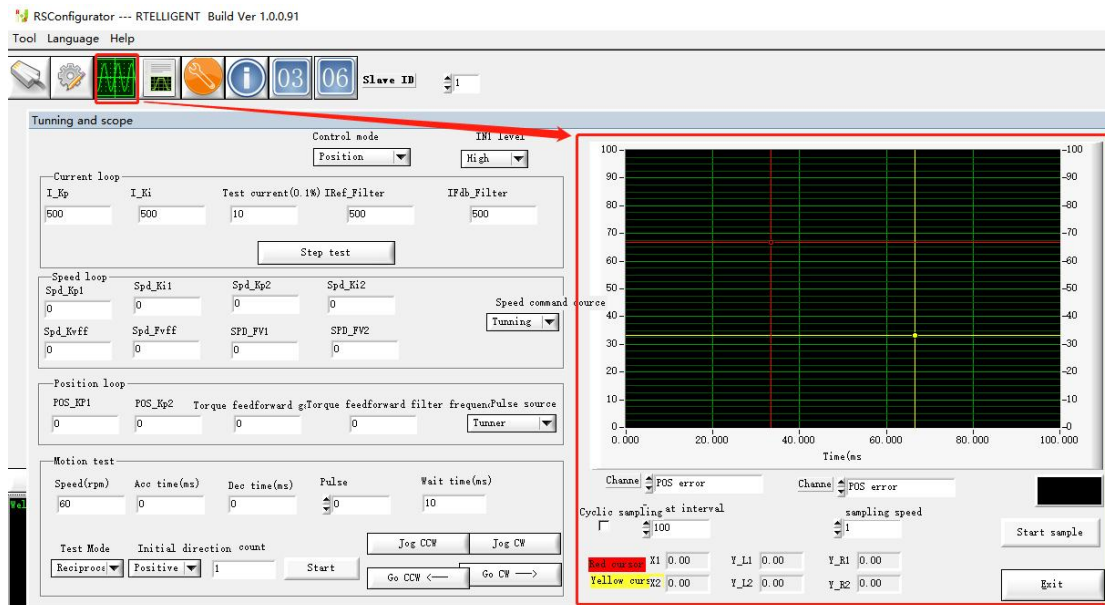 RSConfigurator --- RTELLIGENT Build Ver 1.0.0.91
Tool Language Help
03 06 Slave ID 1
Tunning and scope
Control mode IN1 level
Position High
Current loop
I_Kp I_Ki Test current(0.1%) IRef_Filter IFdb_Filter
500 500 10 500 500
Step test
Speed loop
Spd_Kp1 Spd_Ki1 Spd_Kp2 Spd_Ki2
0 0 0 0
Speed command source
Tunning
Spd_Kvff Spd_Fvff SPD_FV1 SPD_FV2
0 0 0 0
Position loop
POS_KP1 POS_Kp2 Torque feedforward g Torque feedforward filter frequenc Pulse source
0 0 0 0 Tunner
Motion test
Speed(rpm) Acc time(ms) Dec time(ms) Pulse Wait time(ms)
60 0 0 0 10
Test Mode Initial direction count
Reciproce Positive 1 Start
Jog CCW Jog CW
Go CCW <— Go CW —>
100 100
90 90
80 80
70 70
60 60
50 50
40 40
30 30
20 20
10 10
0 0
0.000 20.000 40.000 60.000 80.000 100.000
Time(ms
Channe POS error Channe POS error
Cyclic sampling at interval sampling speed
100 1
Start sample
Red cursor X1 0.00 Y_L1 0.00 Y_R1 0.00
Yellow curs X2 0.00 Y_L2 0.00 Y_R2 0.00
Exit
Wel